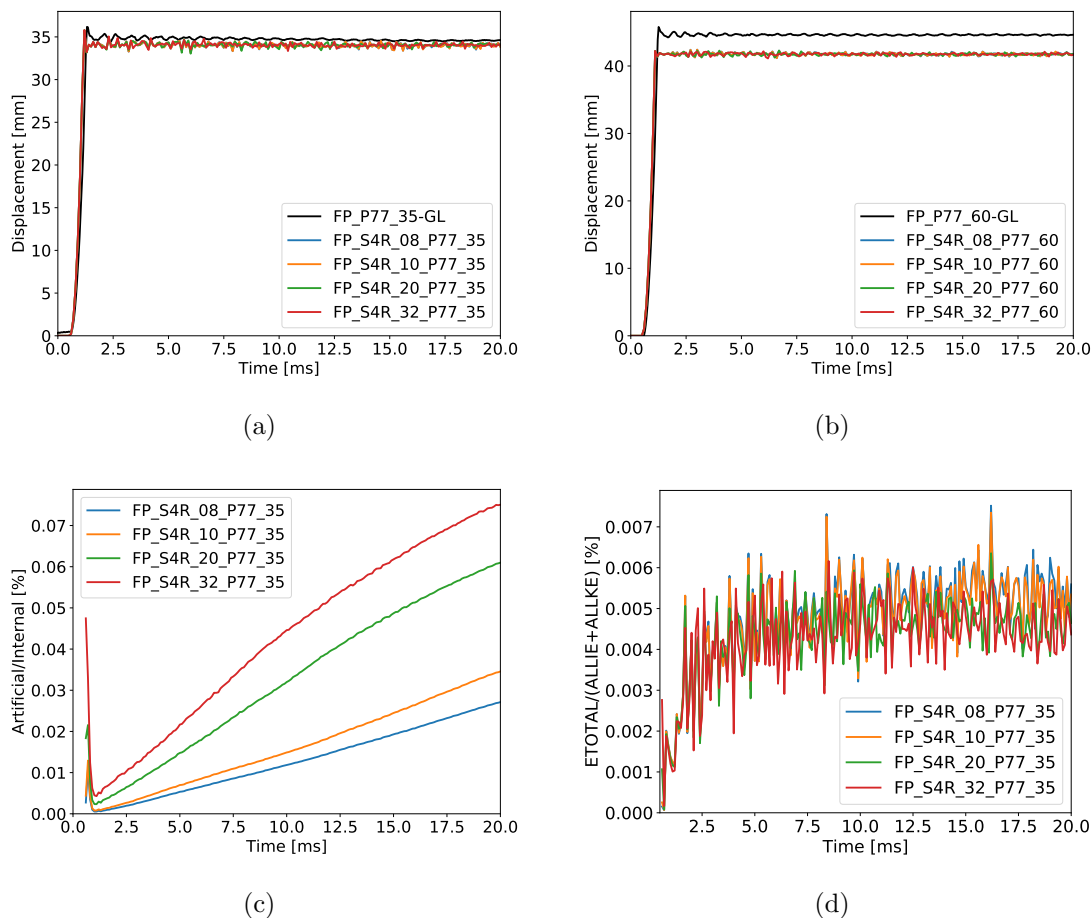 35
30
25
20
15
10
5
0
Displacement [mm]
0.0 2.5 5.0 7.5 10.0 12.5 15.0 17.5 20.0
Time [ms]
FP_P77_35-GL
FP_S4R_08_P77_35
FP_S4R_10_P77_35
FP_S4R_20_P77_35
FP_S4R_32_P77_35
(a)
40
30
20
10
0
Displacement [mm]
0.0 2.5 5.0 7.5 10.0 12.5 15.0 17.5 20.0
Time [ms]
FP_P77_60-GL
FP_S4R_08_P77_60
FP_S4R_10_P77_60
FP_S4R_20_P77_60
FP_S4R_32_P77_60
(b)
0.07
0.06
0.05
0.04
0.03
0.02
0.01
0.00
Artificial/Internal [%]
0.0 2.5 5.0 7.5 10.0 12.5 15.0 17.5 20.0
Time [ms]
FP_S4R_08_P77_35
FP_S4R_10_P77_35
FP_S4R_20_P77_35
FP_S4R_32_P77_35
(c)
0.007
0.006
0.005
0.004
0.003
0.002
0.001
0.000
ETOTAL/(ALLIE+ALLKE) [%]
2.5 5.0 7.5 10.0 12.5 15.0 17.5 20.0
Time [ms]
FP_S4R_08_P77_35
FP_S4R_10_P77_35
FP_S4R_20_P77_35
FP_S4R_32_P77_35
(d)